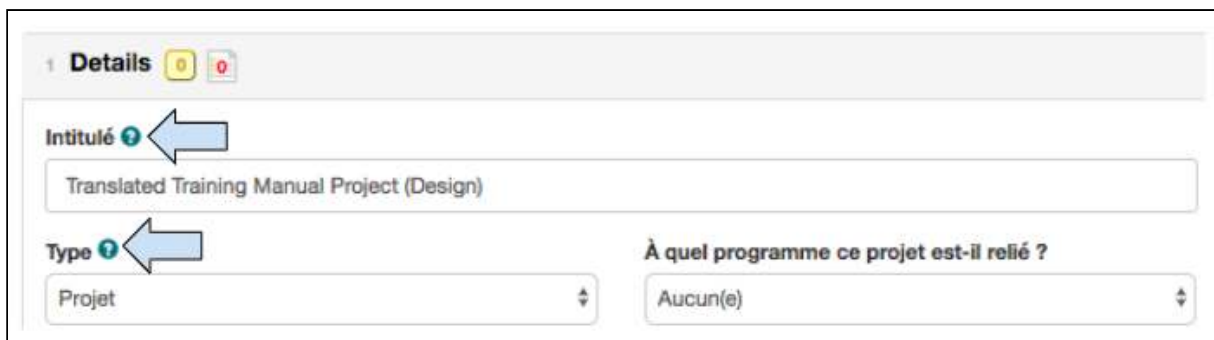 1 Details 0 0
Intitulé ?
Translated Training Manual Project (Design)
Type ? À quel programme ce projet est-il relié ?
Projet Aucun(e)